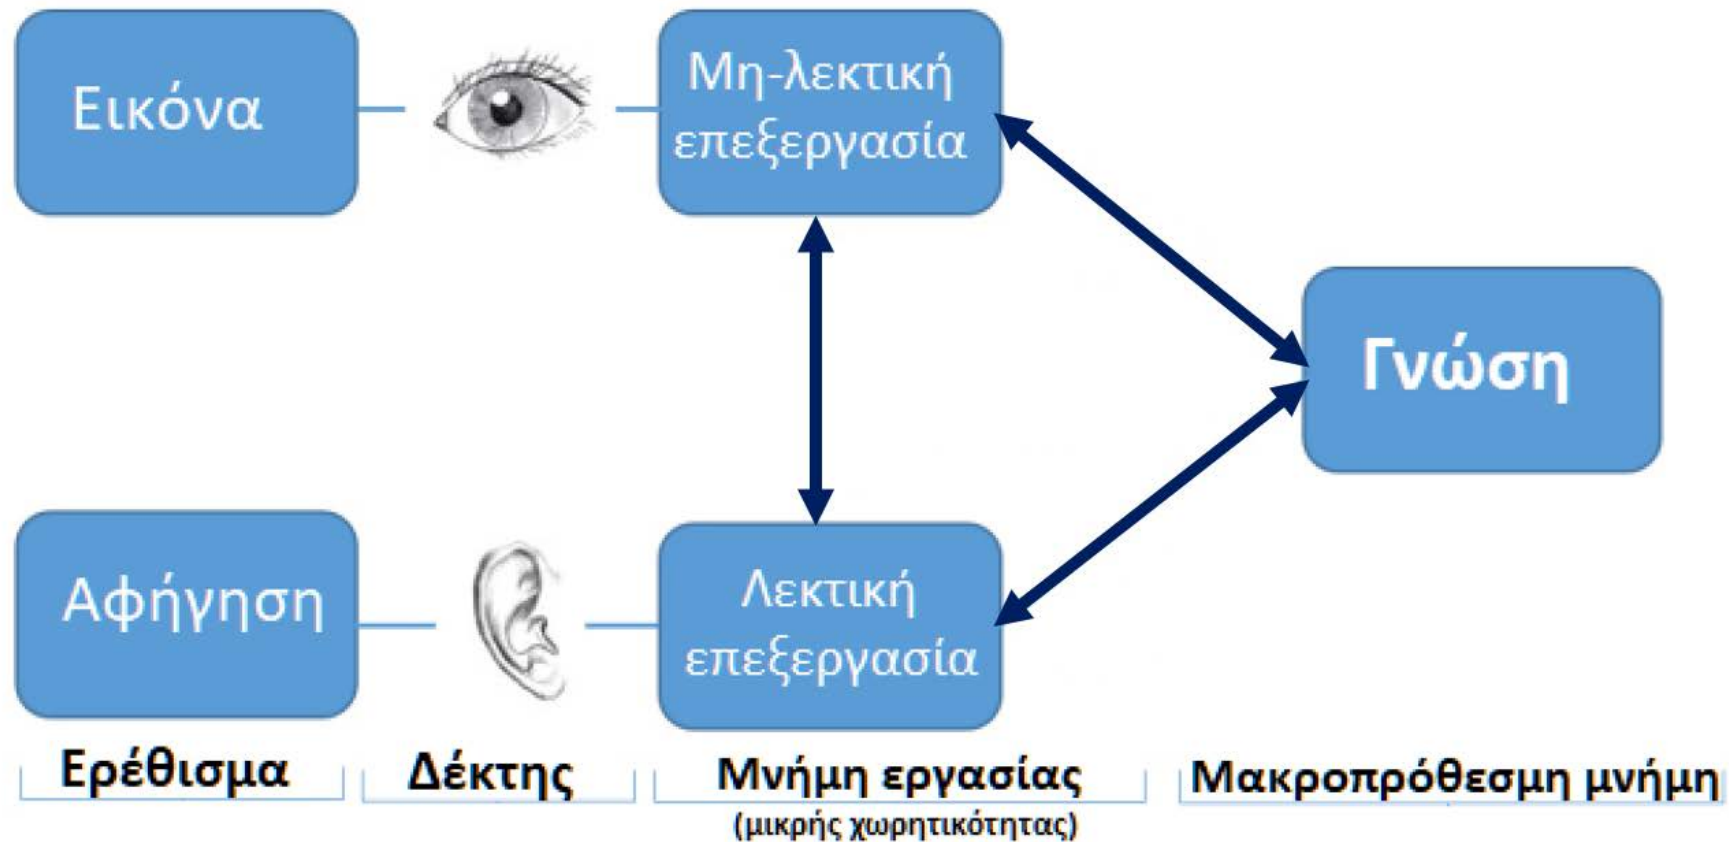 Εικόνα
Μη-λεκτική
επεξεργασία
Γνώση
Αφήγηση
Λεκτική
επεξεργασία
Ερέθισμα
Δέκτης
Μνήμη εργασίας
(μικρής χωρητικότητας)
Μακροπρόθεσμη μνήμη